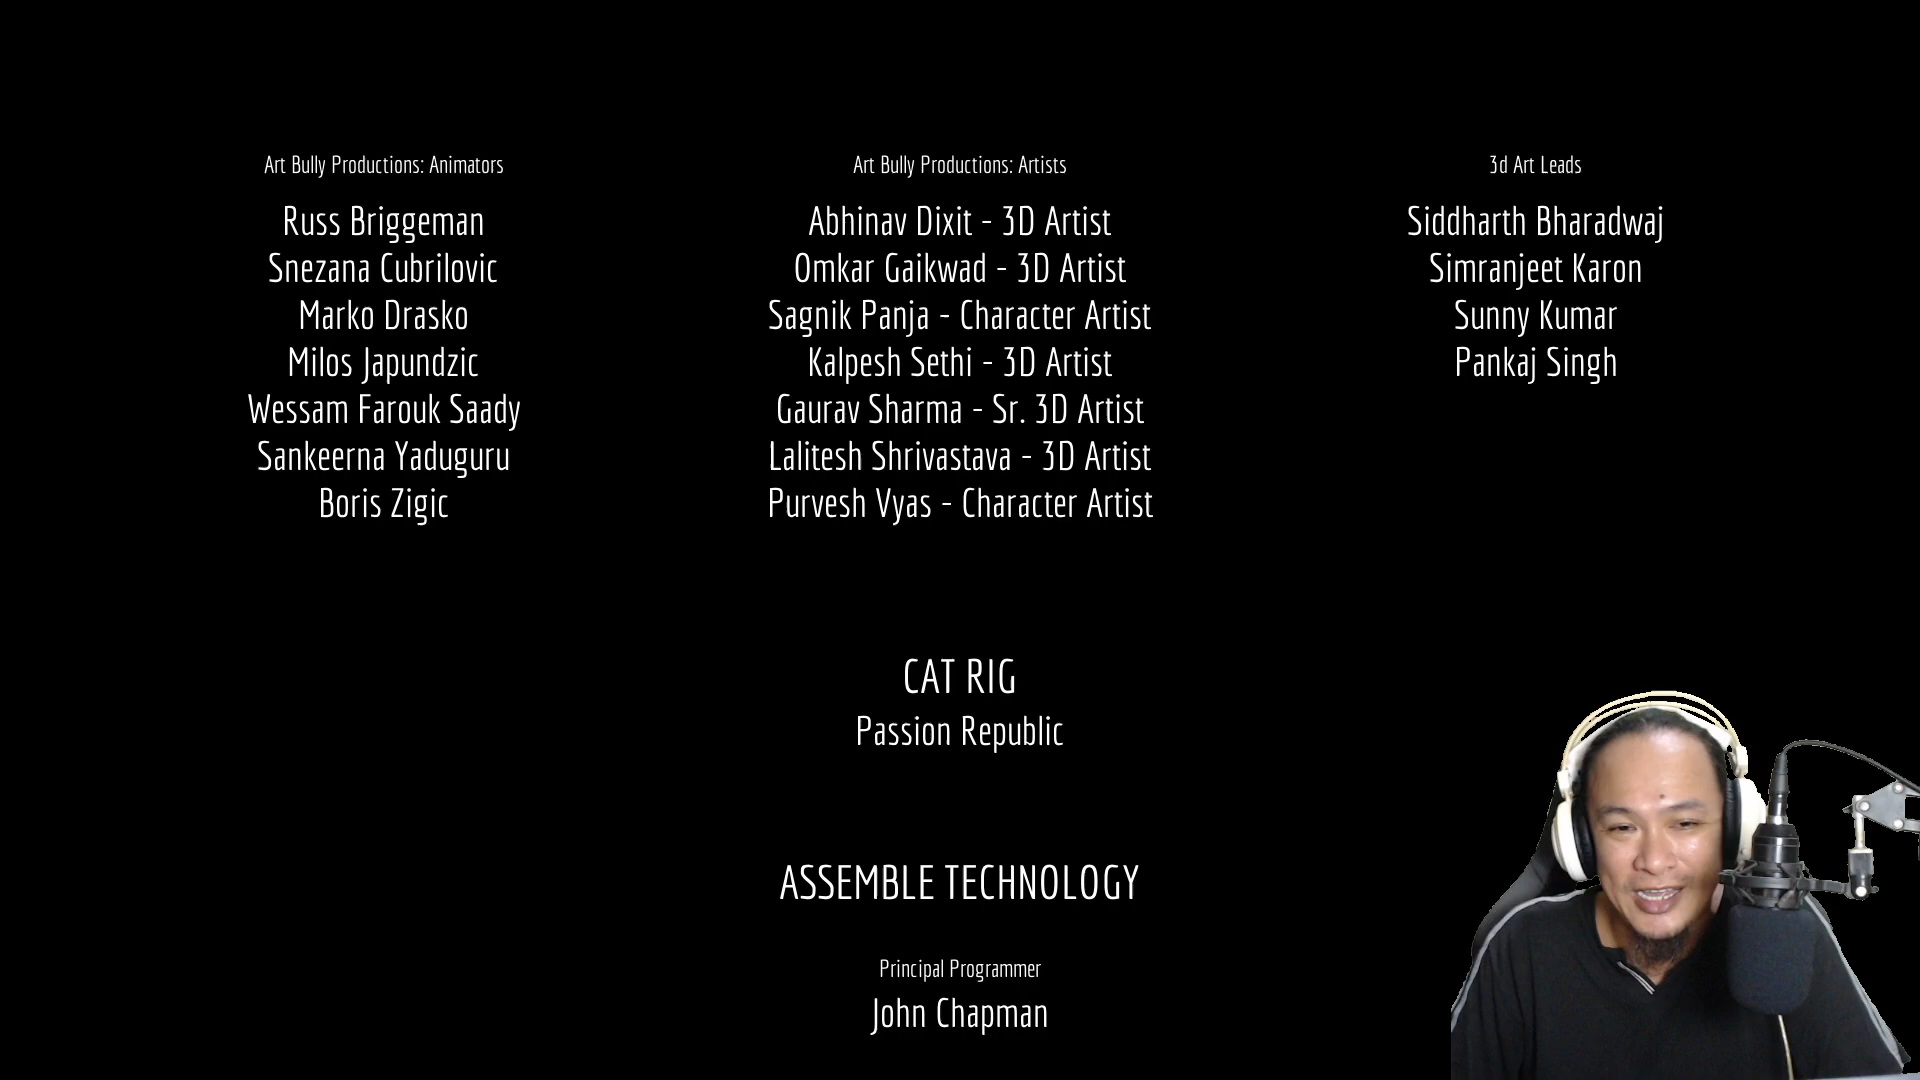 Art Bully Productions: Animators
Russ Briggeman
Snezana Cubrilovic
Marko Drasko
Milos Japundzic
Wessam Farouk Saady
Sankeerna Yaduguru
Boris Zigic
Art Bully Productions: Artists
Abhinav Dixit - 3D Artist
Omkar Gaikwad - 3D Artist
Sagnik Panja - Character Artist
Kalpesh Sethi - 3D Artist
Gaurav Sharma - Sr. 3D Artist
Lalitesh Shrivastava - 3D Artist
Purvesh Vyas - Character Artist
3d Art Leads
Siddharth Bharadwaj
Simranjeet Karon
Sunny Kumar
Pankaj Singh
CAT RIG
Passion Republic
ASSEMBLE TECHNOLOGY
Principal Programmer
John Chapman